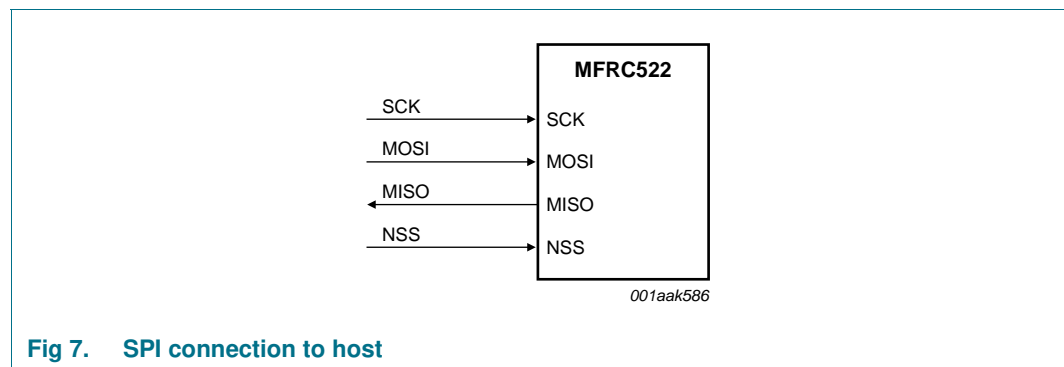 MFRC522
SCK SCK
MOSI MOSI
MISO MISO
NSS NSS
001aak586
Fig 7. SPI connection to host